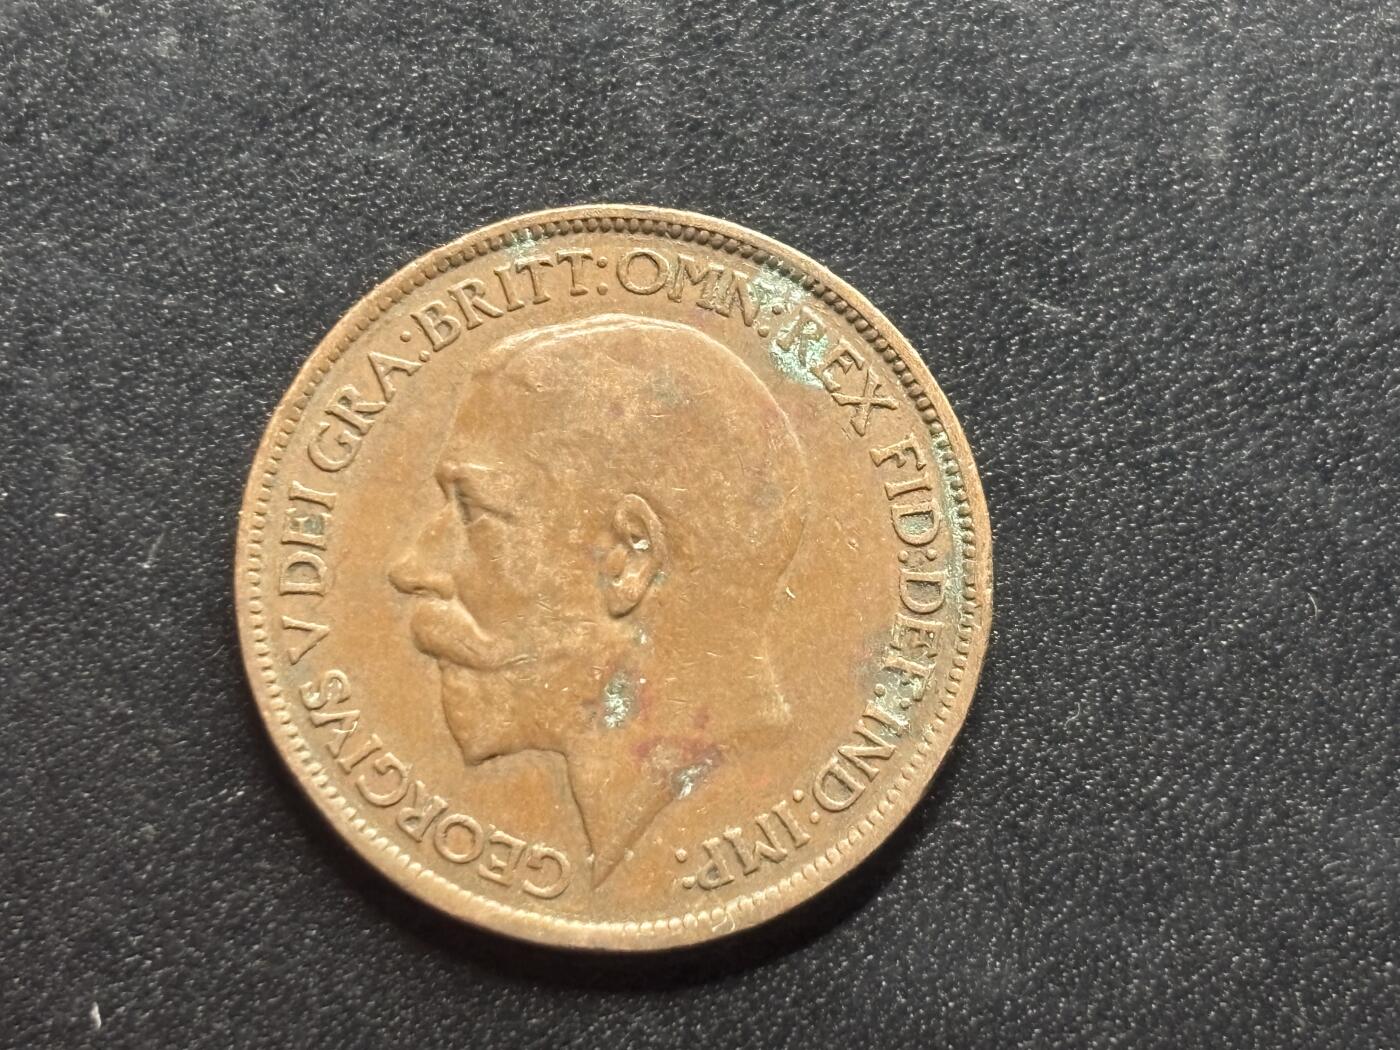 GEORGIVS V DEI GRA:BRITT:OMN:REX FID:DEF:IND:IMP: